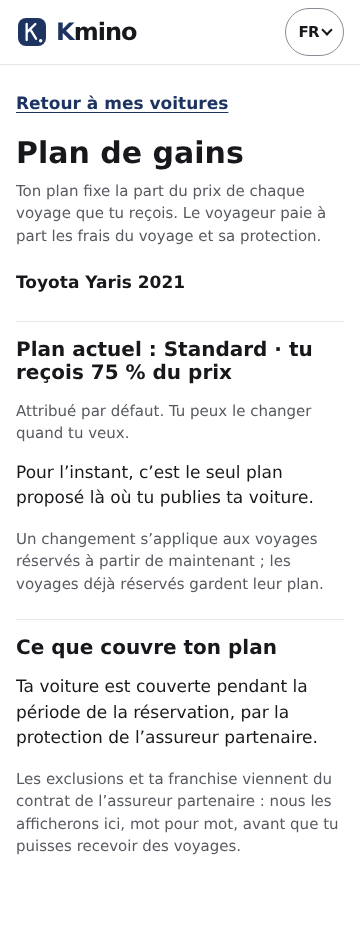 K. Kmino
FR
Retour à mes voitures
Plan de gains
Ton plan fixe la part du prix de chaque
voyage que tu reçois. Le voyageur paie à
part les frais du voyage et sa protection.
Toyota Yaris 2021
Plan actuel : Standard · tu
reçois 75 % du prix
Attribué par défaut. Tu peux le changer
quand tu veux.
Pour l’instant, c’est le seul plan
proposé là où tu publies ta voiture.
Un changement s’applique aux voyages
réservés à partir de maintenant ; les
voyages déjà réservés gardent leur plan.
Ce que couvre ton plan
Ta voiture est couverte pendant la
période de la réservation, par la
protection de l’assureur partenaire.
Les exclusions et ta franchise viennent du
contrat de l’assureur partenaire : nous les
afficherons ici, mot pour mot, avant que tu
puisses recevoir des voyages.